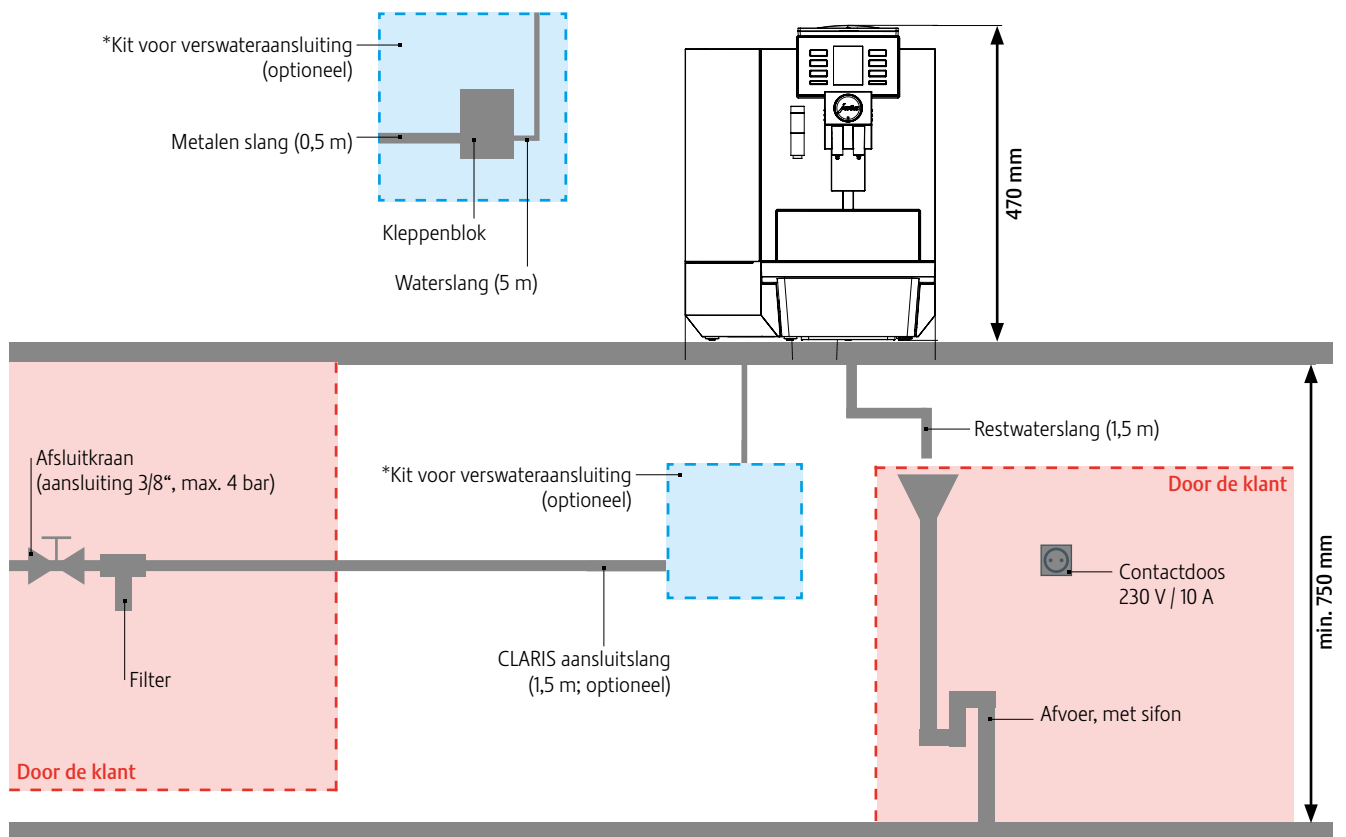 *Kit voor verswateraansluiting
(optioneel)
Metalen slang (0,5 m)
Kleppenblok
Waterslang (5 m)
Jura
470 mm
Afsluitkraan
(aansluiting 3/8“, max. 4 bar)
Filter
Door de klant
*Kit voor verswateraansluiting
(optioneel)
CLARIS aansluitslang
(1,5 m; optioneel)
Restwaterslang (1,5 m)
Door de klant
Contactdoos
230 V / 10 A
Afvoer, met sifon
min. 750 mm